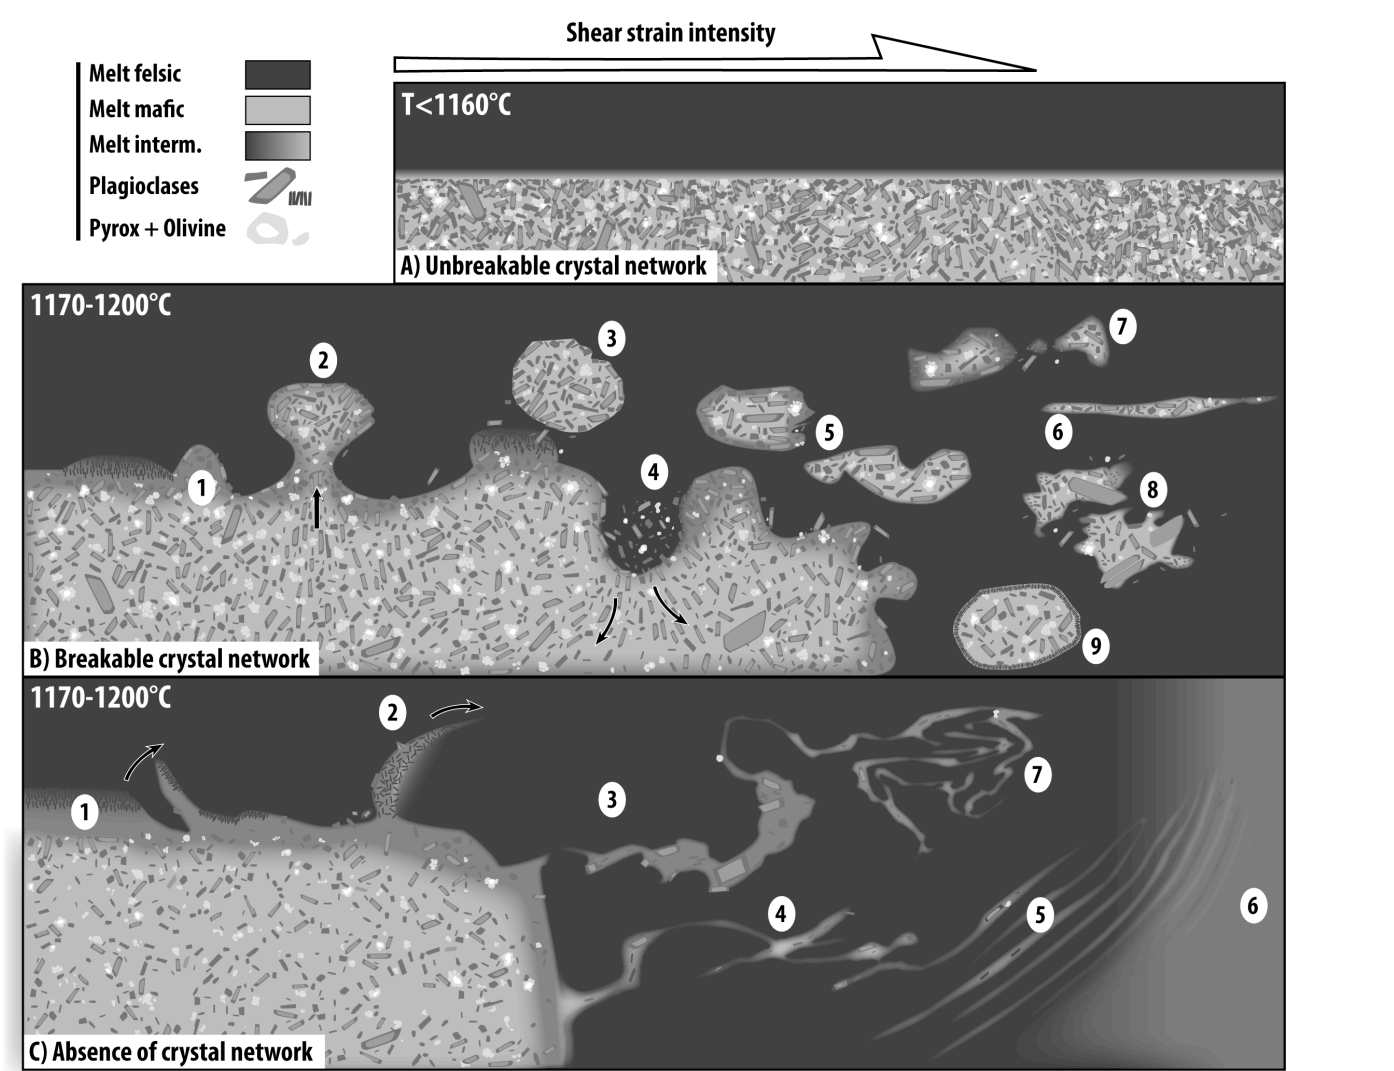 Shear strain intensity
Melt felsic
Melt mafic
Melt interm.
Plagioclases
Pyrox + Olivine
T<1160°C
A) Unbreakable crystal network
1170-1200°C
1
2
3
4
5
6
7
8
9
B) Breakable crystal network
1170-1200°C
1
2
3
4
5
6
7
C) Absence of crystal network